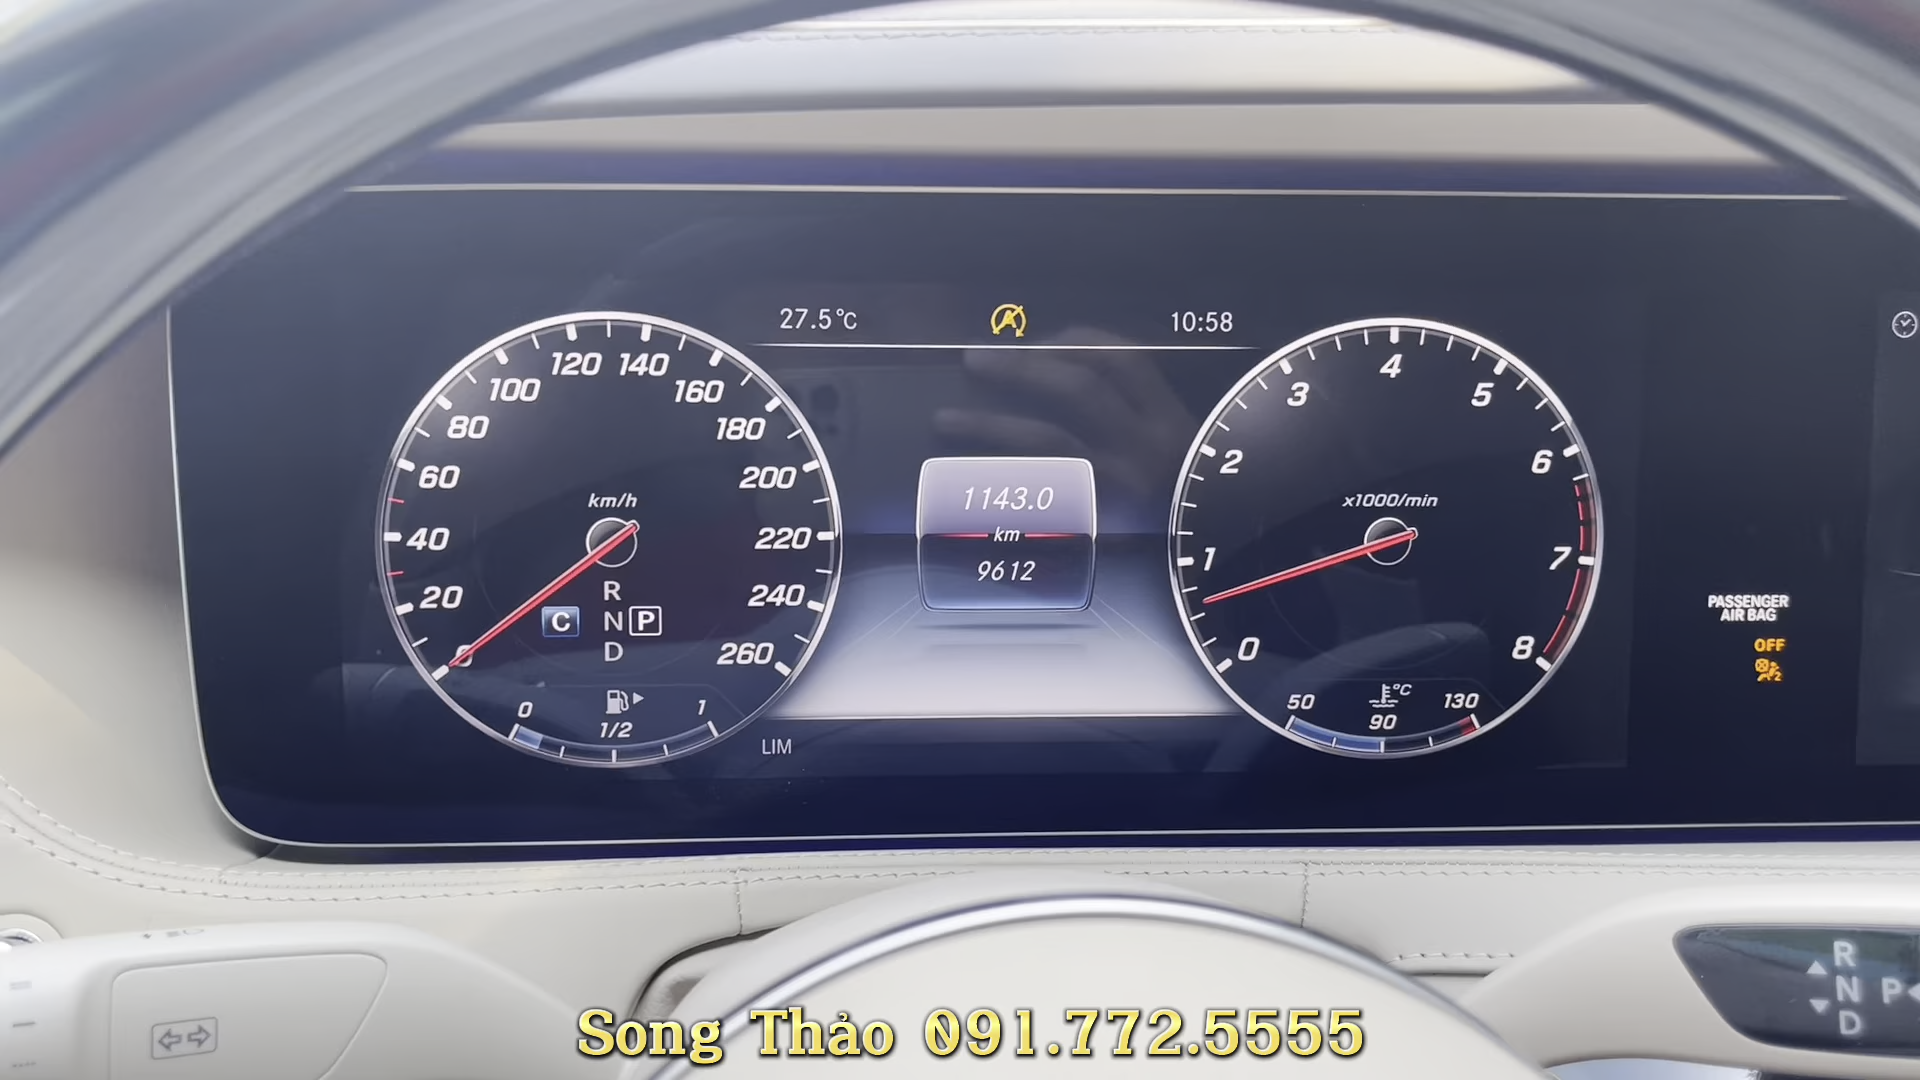 27.5°C
10:58
0
20
40
60
80
100
120
140
160
180
200
220
240
260
km/h
C
R
N
D
P
0
1/2
1
LIM
1143.0
km
9612
0
1
2
3
4
5
6
7
8
x1000/min
50
°C
90
130
PASSENGER
AIR BAG
OFF
2
R
N
D
P
Song Thảo 091.772.5555